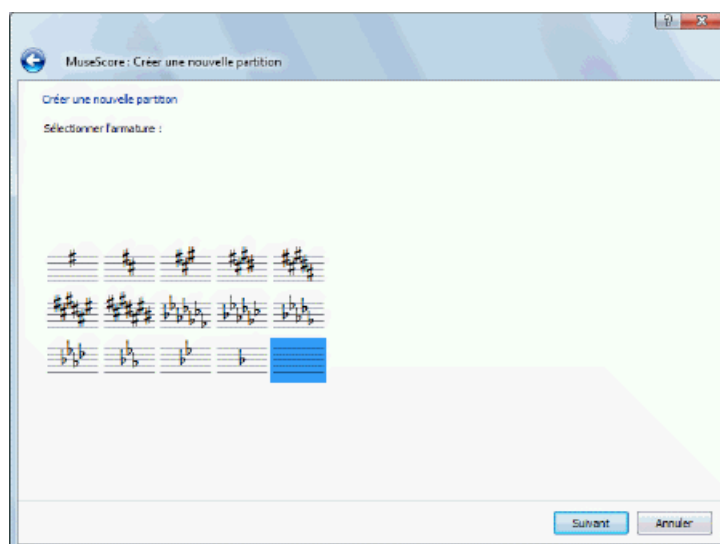 MuseScore : Créer une nouvelle partition
Créer une nouvelle partition
Sélectionner l'armature :
Suivant
Annuler